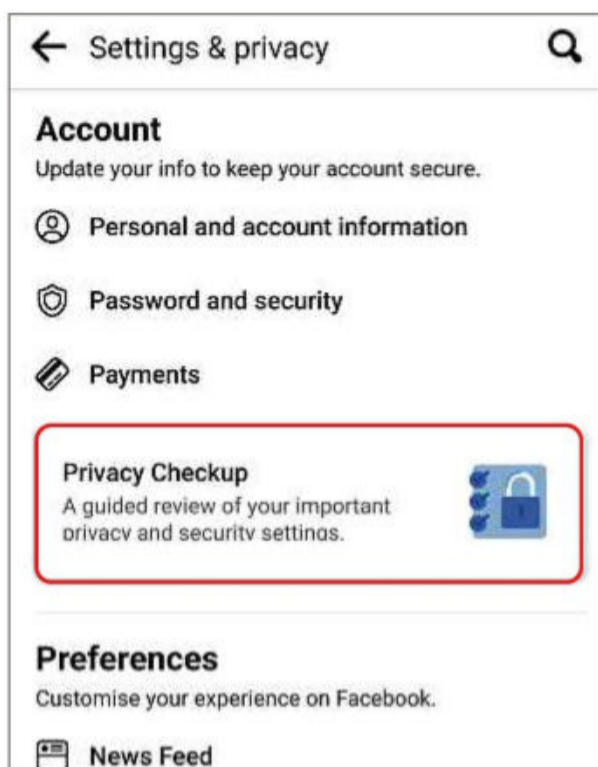 Settings & privacy
Account
Update your info to keep your account secure.
Personal and account information
Password and security
Payments
Privacy Checkup
A guided review of your important
privacy and security settings.
Preferences
Customise your experience on Facebook.
News Feed